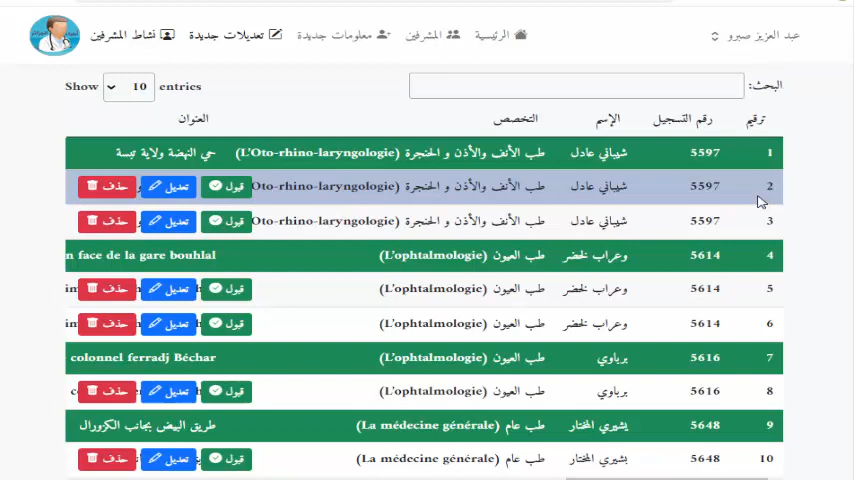 عبد العزيز صبرو الرئيسية المشرفين معلومات جديدة تعديلات جديدة نشاط المشرفين
البحث: Show 10 entries
ترقيم رقم التسجيل الإسم التخصص العنوان
1 5597 شيباني عادل طب الأنف والأذن و الحنجرة (L'Oto-rhino-laryngologie) حي النهضة ولاية تبسة
2 5597 شيباني عادل طب الأنف والأذن و الحنجرة Oto-rhino-laryngologie) قبول تعديل حذف
3 5597 شيباني عادل طب الأنف والأذن و الحنجرة Oto-rhino-laryngologie) قبول تعديل حذف
4 5614 وعراب لخضر طب العيون (L'ophtalmologie) n face de la gare bouhlal
5 5614 وعراب لخضر طب العيون (L'ophtalmologie) قبول تعديل حذف
6 5614 وعراب لخضر طب العيون (L'ophtalmologie) قبول تعديل حذف
7 5616 برباوي طب العيون (L'ophtalmologie) colonnel ferradj Béchar
8 5616 برباوي طب العيون (L'ophtalmologie) قبول تعديل حذف
9 5648 بشيري المختار طب عام (La médecine générale) طريق البيض بجانب الكزورال
10 5648 بشيري المختار طب عام (La médecine générale) قبول تعديل حذف